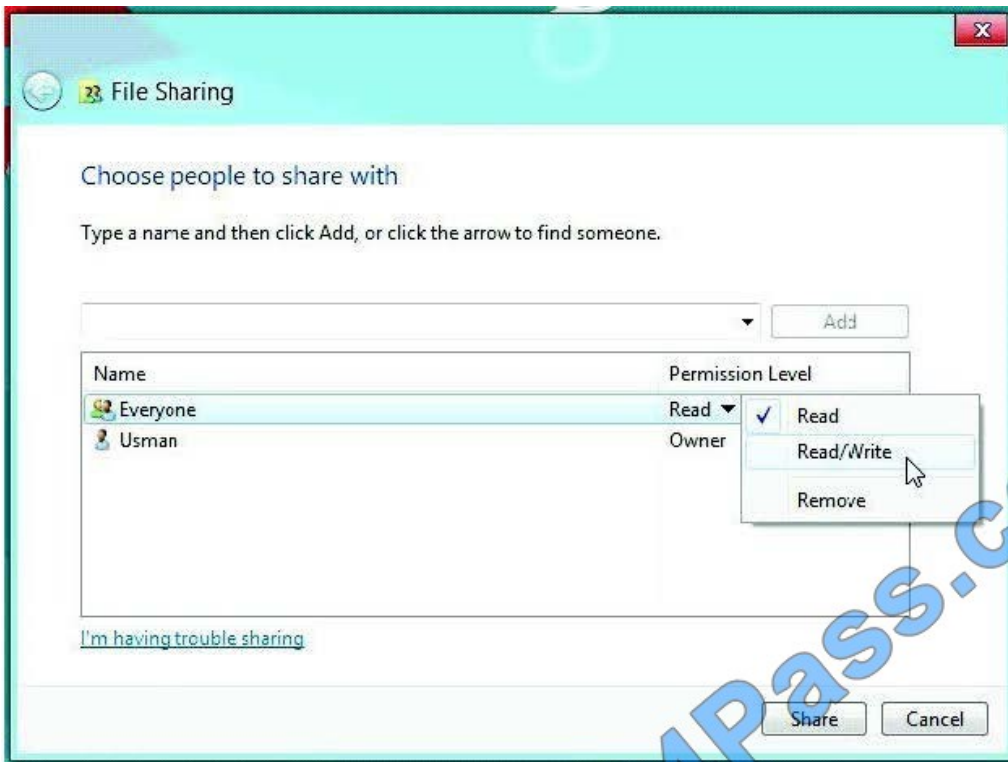 File Sharing
Choose people to share with
Type a name and then click Add, or click the arrow to find someone.
Add
Name Permission Level
Everyone Read ✓ Read
Usman Owner Read/Write
Remove
I'm having trouble sharing
Share Cancel
Pass.c